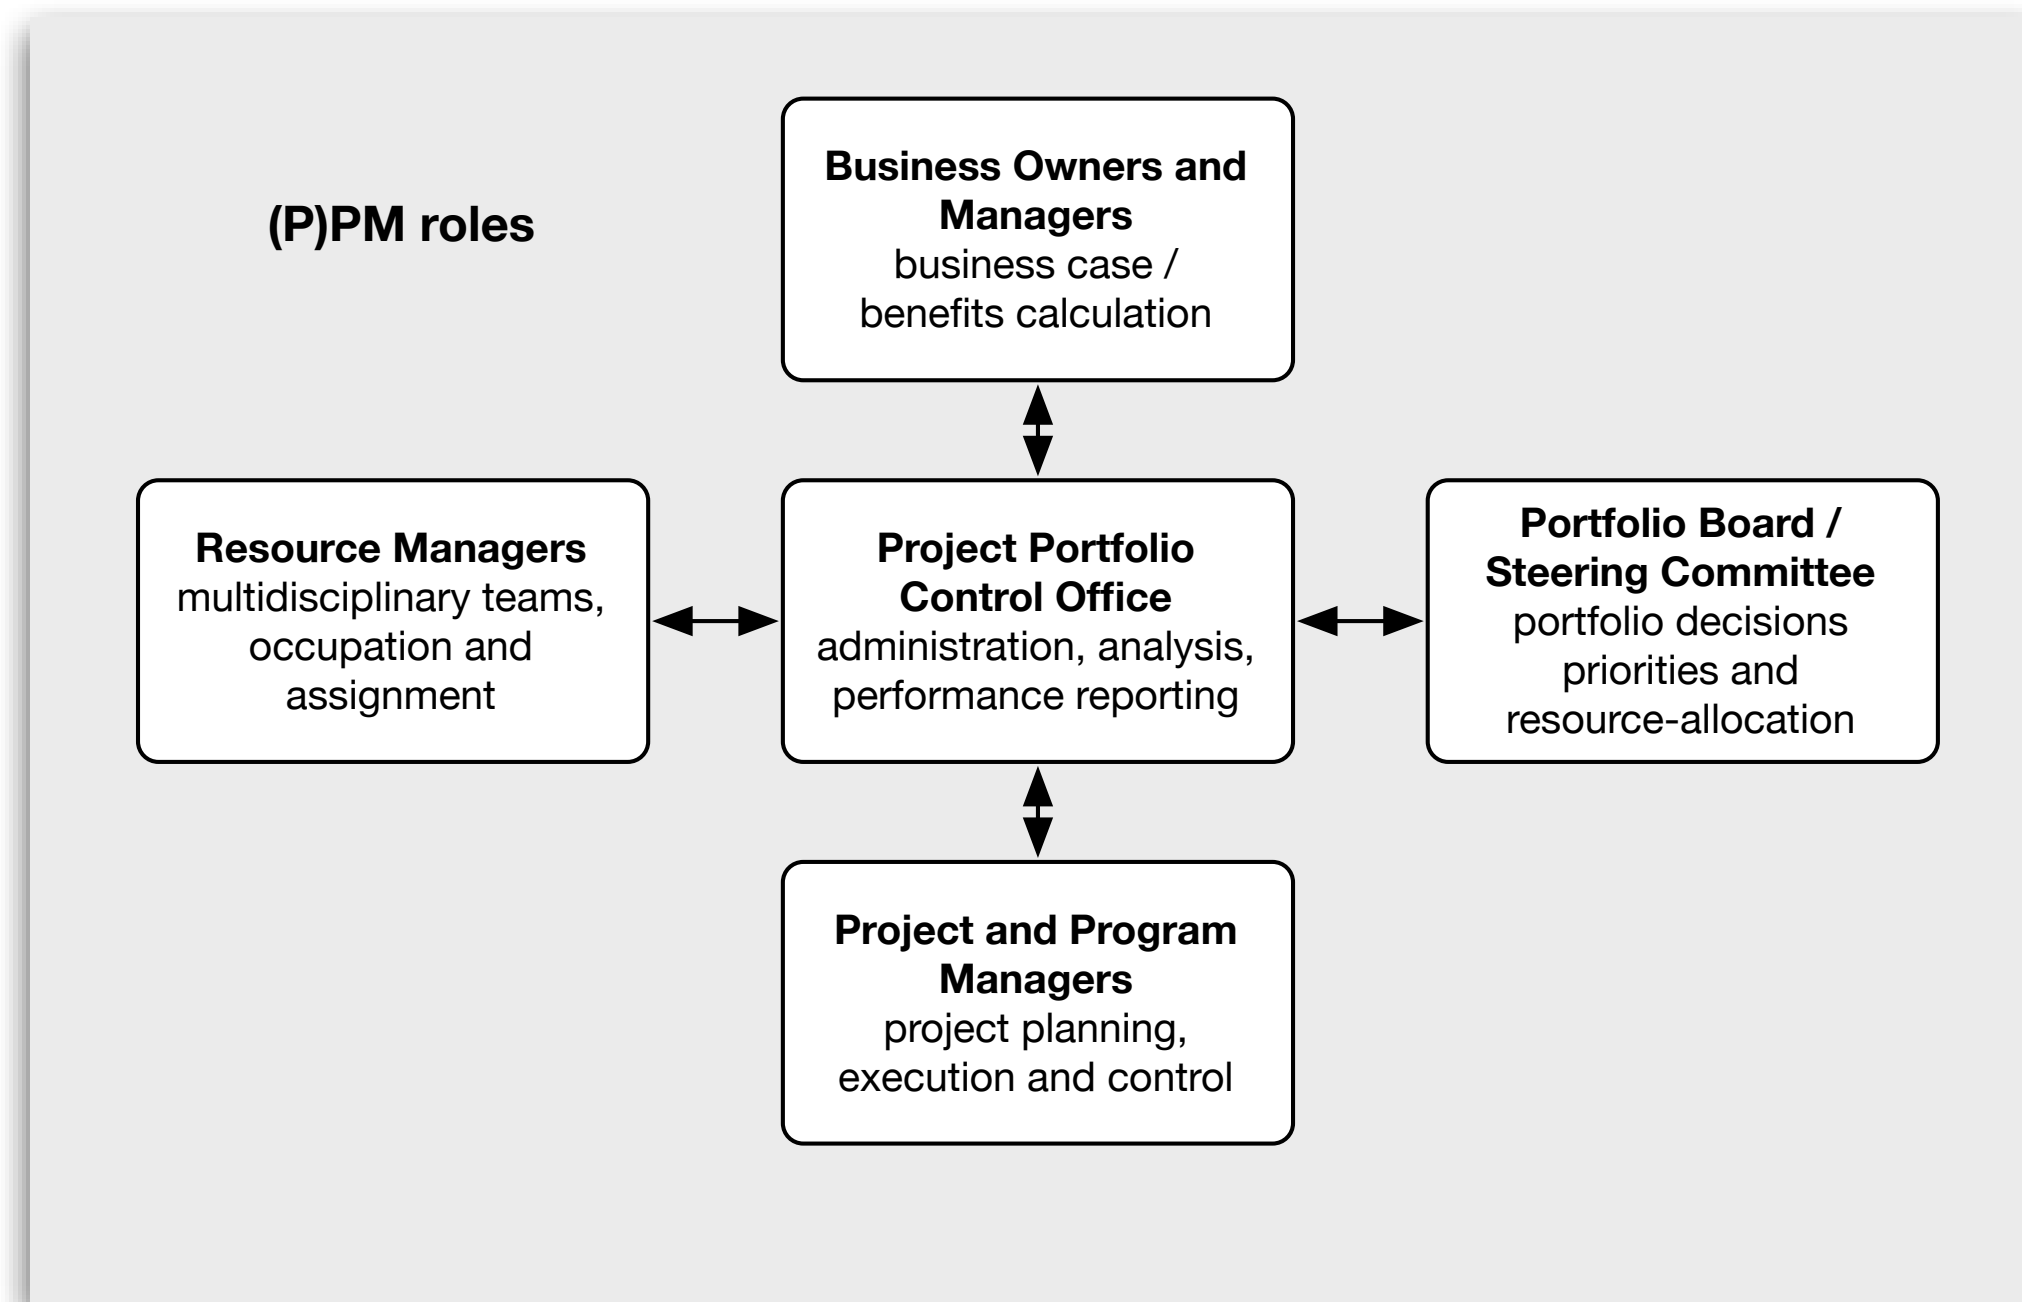 (P)PM roles
Business Owners and
Managers
business case /
benefits calculation
Resource Managers
multidisciplinary teams,
occupation and
assignment
Project Portfolio
Control Office
administration, analysis,
performance reporting
Portfolio Board /
Steering Committee
portfolio decisions
priorities and
resource-allocation
Project and Program
Managers
project planning,
execution and control